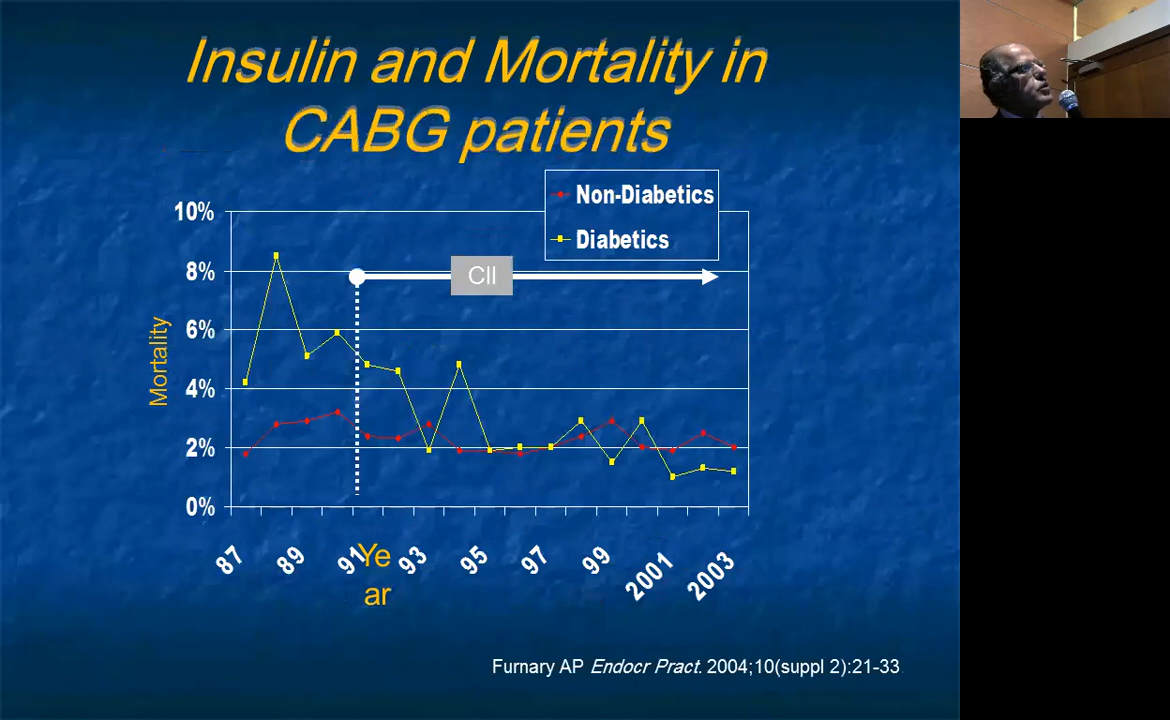 Insulin and Mortality in
CABG patients
Non-Diabetics
Diabetics
10%
8%
6%
4%
2%
0%
Mortality
CII
87
89
91
93
95
97
99
2001
2003
Ye
ar
Furnary AP Endocr Pract. 2004;10(suppl 2):21-33